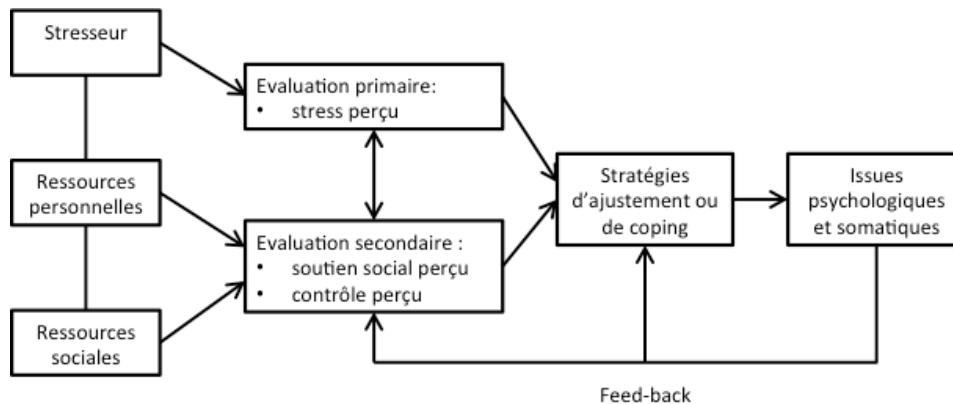 Stresseur
Evaluation primaire:
• stress perçu
Ressources
personnelles
Stratégies
d'ajustement ou
de coping
Issues
psychologiques
et somatiques
Evaluation secondaire :
• soutien social perçu
• contrôle perçu
Ressources
sociales
Feed-back